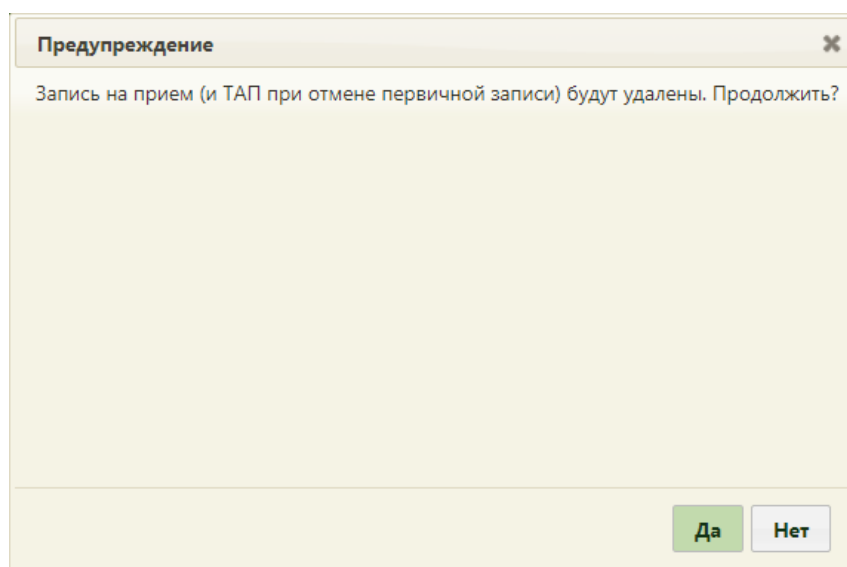 Предупреждение
Запись на прием (и ТАП при отмене первичной записи) будут удалены. Продолжить?
Да Нет